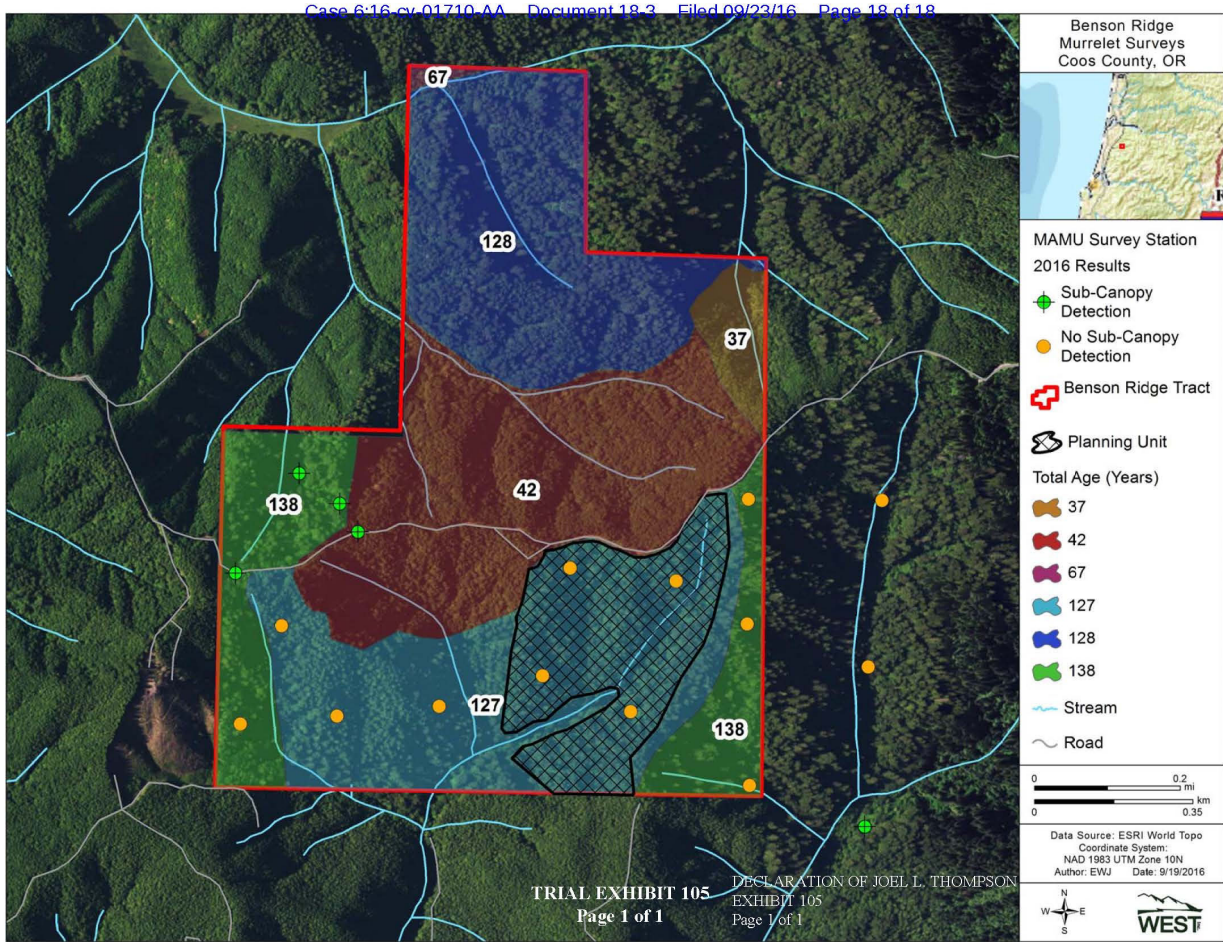 Case 6:16-cv-01710-AA Document 18-3 Filed 09/23/16 Page 18 of 18
67
128
37
138
42
127
138
TRIAL EXHIBIT 105
Page 1 of 1
DECLARATION OF JOEL L. THOMPSON
EXHIBIT 105
Page 1 of 1
Benson Ridge
Murrelet Surveys
Coos County, OR
MAMU Survey Station
2016 Results
Sub-Canopy
Detection
No Sub-Canopy
Detection
Benson Ridge Tract
Planning Unit
Total Age (Years)
37
42
67
127
128
138
Stream
Road
0 0.2
mi
km
0 0.35
Data Source: ESRI World Topo
Coordinate System:
NAD 1983 UTM Zone 10N
Author: EWJ Date: 9/19/2016
N
W E
S
WEST